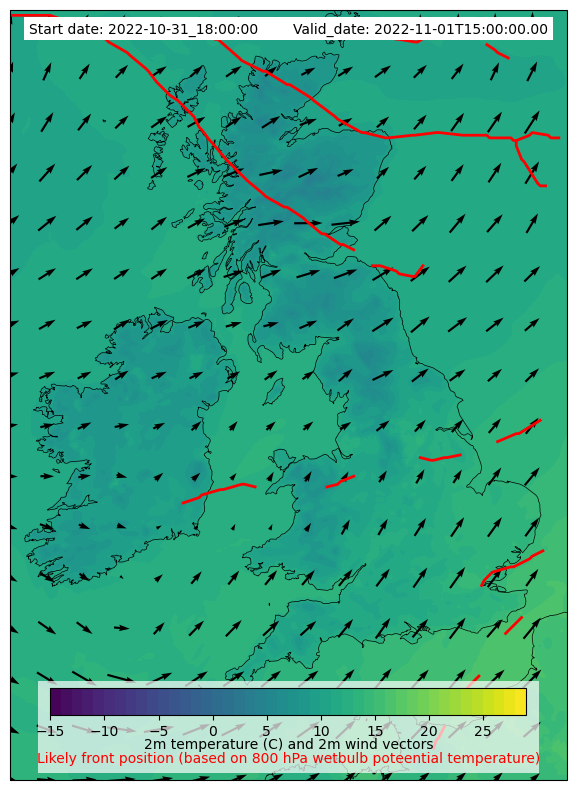 Start date: 2022-10-31_18:00:00 Valid_date: 2022-11-01T15:00:00.00
−15 −10 −5 0 5 10 15 20 25
2m temperature (C) and 2m wind vectors
Likely front position (based on 800 hPa wetbulb poteential temperature)